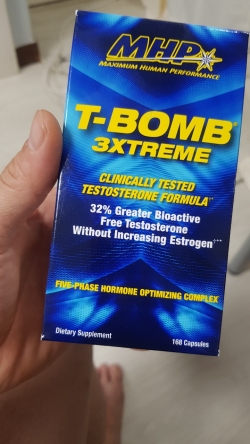 MHP
MAXIMUM HUMAN PERFORMANCE
T-BOMB
3XTREME
CLINICALLY TESTED
TESTOSTERONE FORMULA
32% Greater Bioactive
Free Testosterone
Without Increasing Estrogen
FIVE-PHASE HORMONE OPTIMIZING COMPLEX
Dietary Supplement
168 Capsules